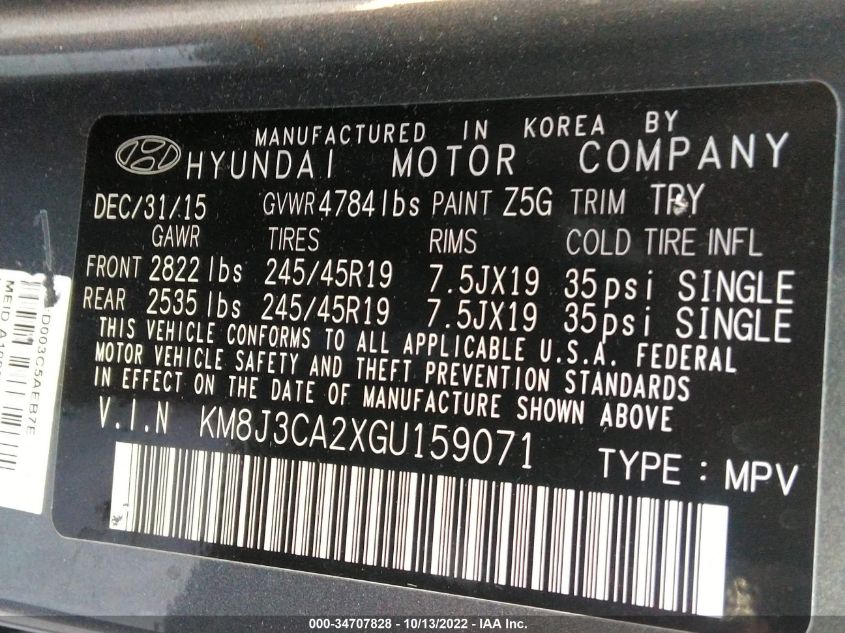 MANUFACTURED IN KOREA BY
HYUNDAI MOTOR COMPANY
DEC/31/15 GVWR 4784 lbs PAINT Z5G TRIM TRY
GAWR TIRES RIMS COLD TIRE INFL
FRONT 2822 lbs 245/45R19 7.5JX19 35psi SINGLE
REAR 2535 lbs 245/45R19 7.5JX19 35psi SINGLE
THIS VEHICLE CONFORMS TO ALL APPLICABLE U.S.A. FEDERAL
MOTOR VEHICLE SAFETY AND THEFT PREVENTION STANDARDS
IN EFFECT ON THE DATE OF MANUFACTURE SHOWN ABOVE
V.I.N KM8J3CA2XGU159071
TYPE : MPV
D003C5AEB7E
MEID
000-34707828 | 10/13/2022 - IAA Inc.